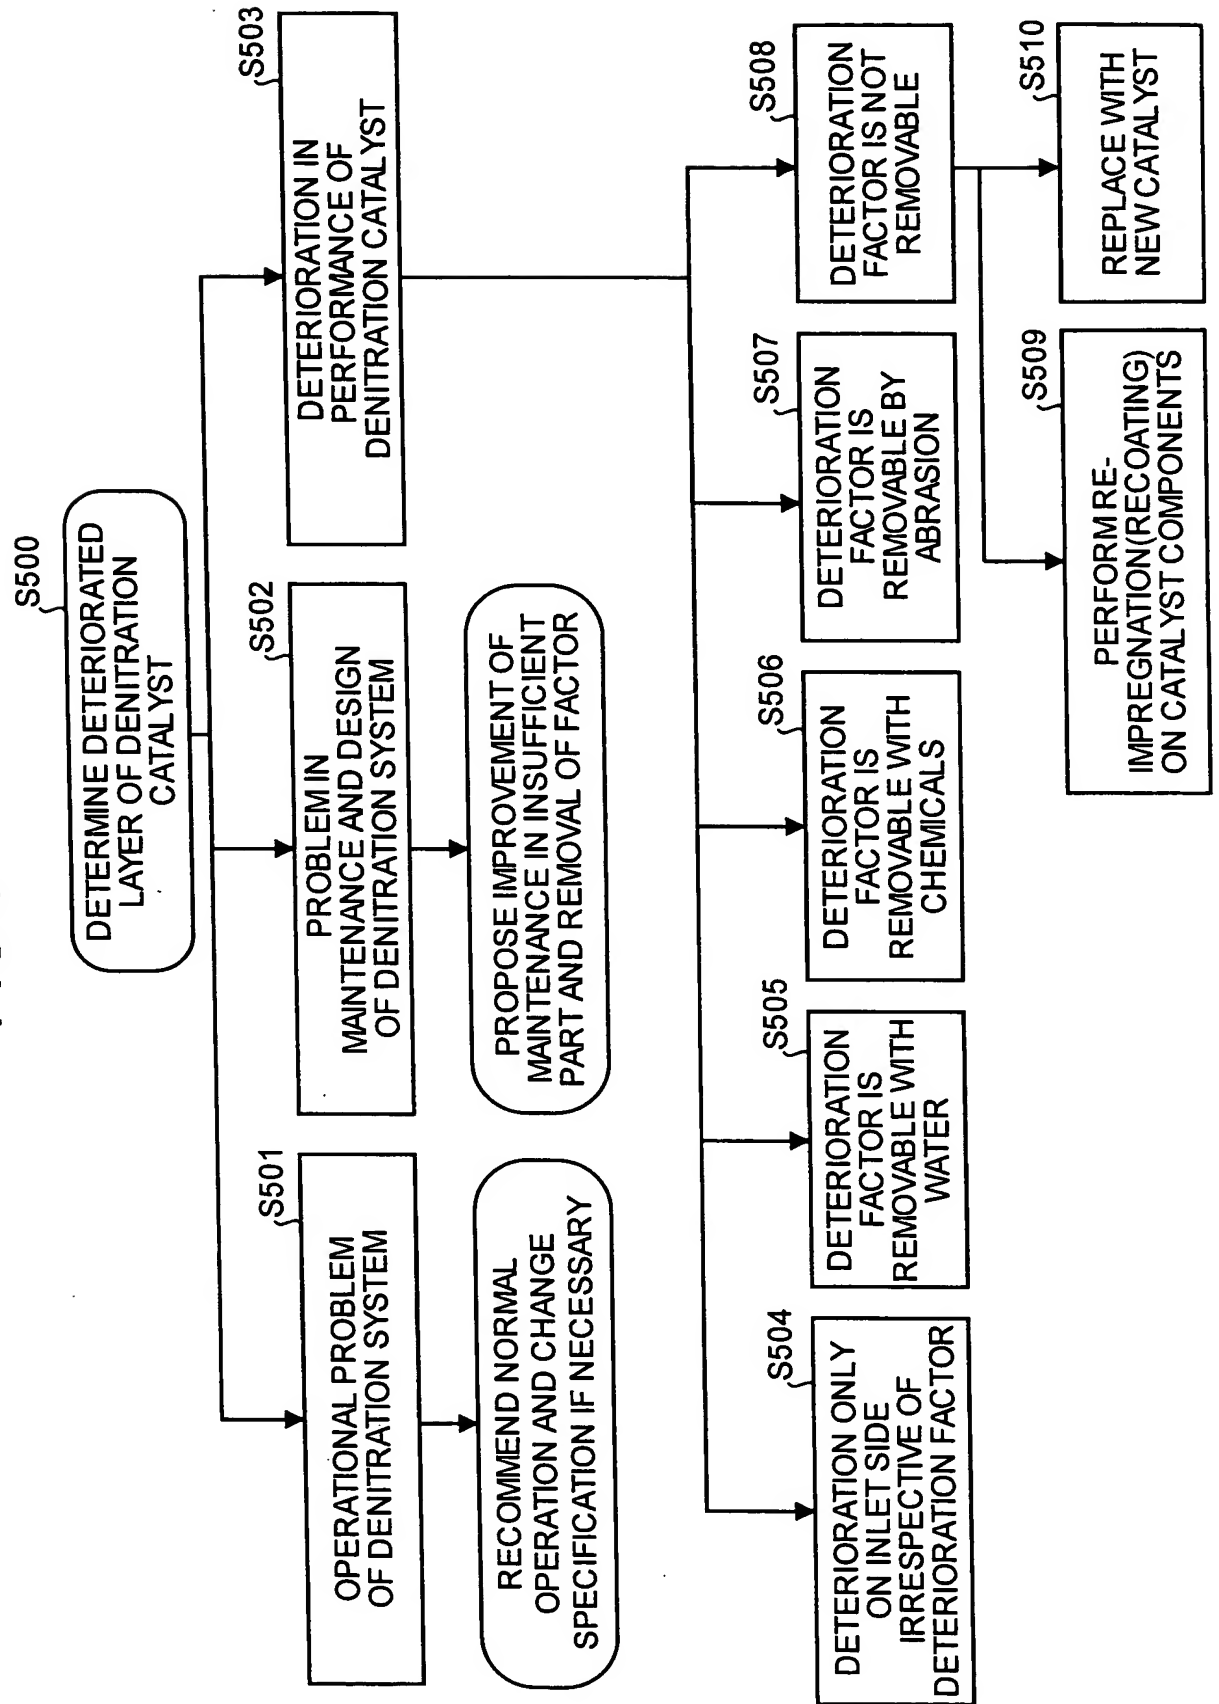 S500
DETERMINE DETERIORATED
LAYER OF DENITRATION
CATALYST
S501
OPERATIONAL PROBLEM
OF DENITRATION SYSTEM
RECOMMEND NORMAL
OPERATION AND CHANGE
SPECIFICATION IF NECESSARY
S502
PROBLEM IN
MAINTENANCE AND DESIGN
OF DENITRATION SYSTEM
PROPOSE IMPROVEMENT OF
MAINTENANCE IN INSUFFICIENT
PART AND REMOVAL OF FACTOR
S503
DETERIORATION IN
PERFORMANCE OF
DENITRATION CATALYST
S504
DETERIORATION ONLY
ON INLET SIDE
IRRESPECTIVE OF
DETERIORATION FACTOR
S505
DETERIORATION
FACTOR IS
REMOVABLE WITH
WATER
S506
DETERIORATION
FACTOR IS
REMOVABLE WITH
CHEMICALS
S507
DETERIORATION
FACTOR IS
REMOVABLE BY
ABRASION
S508
DETERIORATION
FACTOR IS NOT
REMOVABLE
S509
PERFORM RE-
IMPREGNATION(RECOATING)
ON CATALYST COMPONENTS
S510
REPLACE WITH
NEW CATALYST